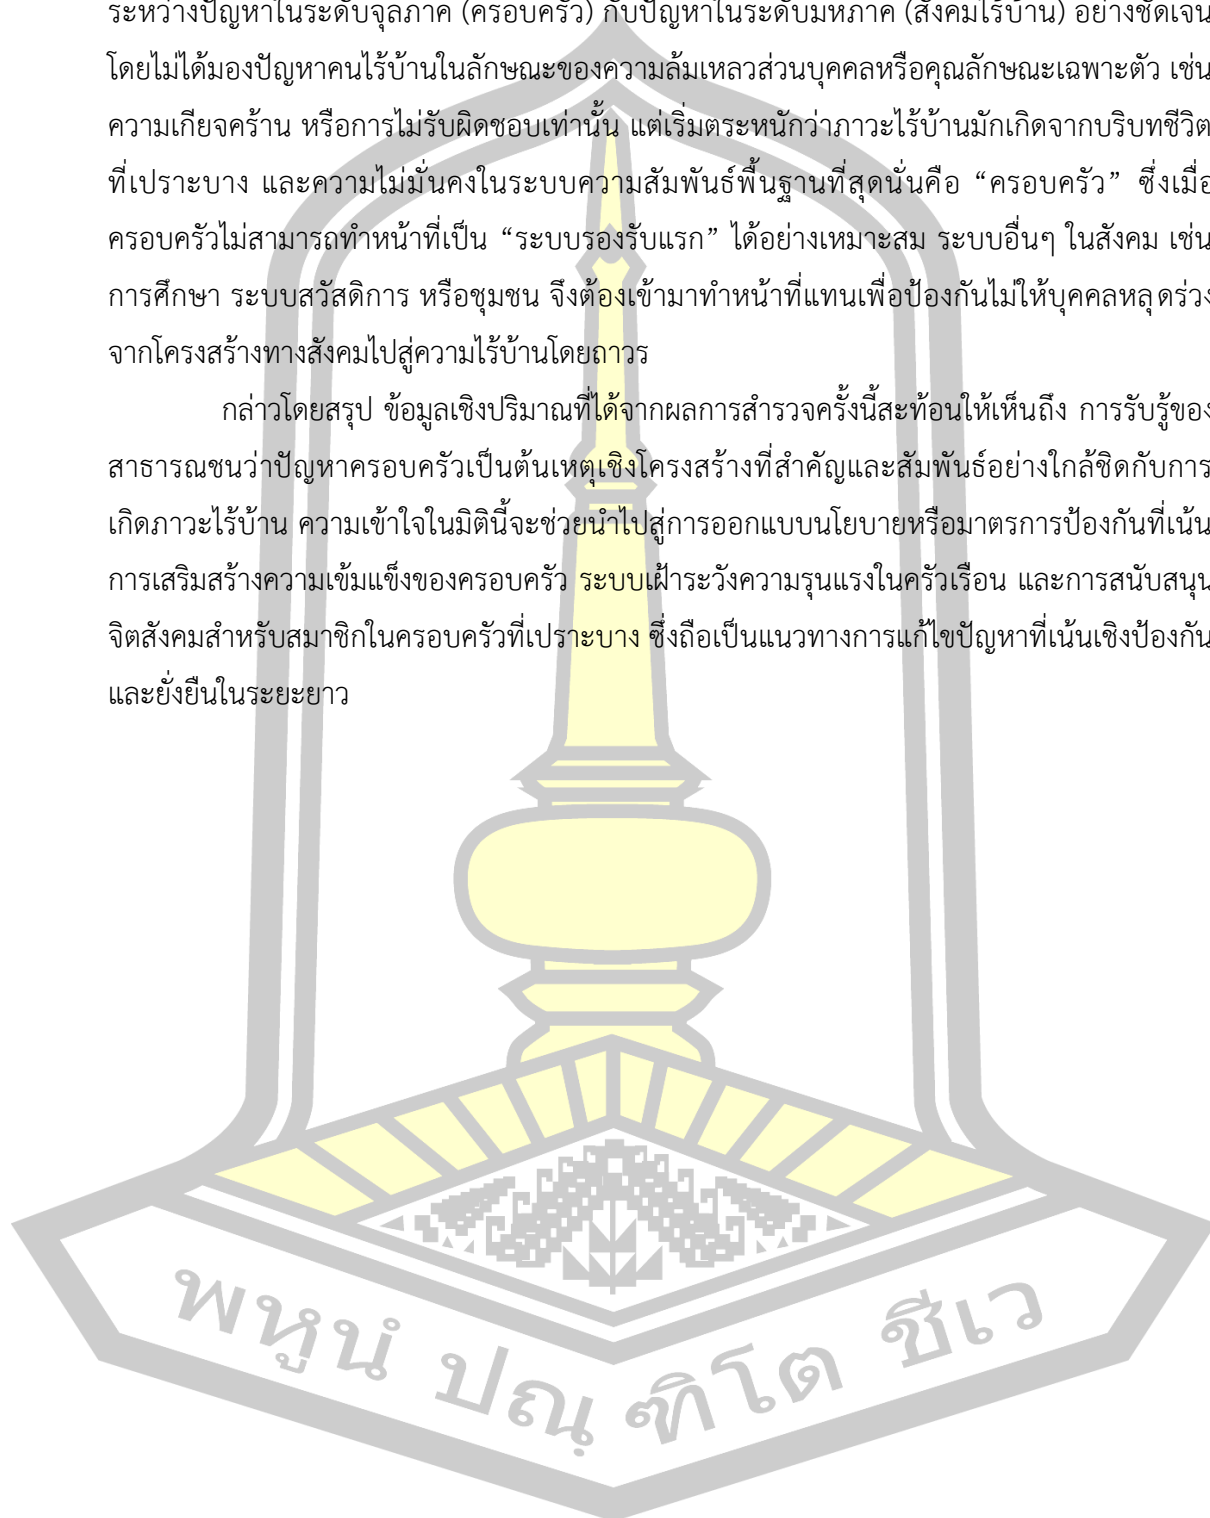 ระหว่างปัญหาในระดับจุลภาค (ครอบครัว) กับปัญหาในระดับมหภาค (สังคมไร้บ้าน) อย่างชัดเจน
โดยไม่ได้มองปัญหาคนไร้บ้านในลักษณะของความล้มเหลวส่วนบุคคลหรือคุณลักษณะเฉพาะตัว เช่น
ความเกียจคร้าน หรือการไม่รับผิดชอบเท่านั้น แต่เริ่มตระหนักว่าภาวะไร้บ้านมักเกิดจากบริบทชีวิต
ที่เปราะบาง และความไม่มั่นคงในระบบความสัมพันธ์พื้นฐานที่สุดนั่นคือ “ครอบครัว” ซึ่งเมื่อ
ครอบครัวไม่สามารถทำหน้าที่เป็น “ระบบรองรับแรก” ได้อย่างเหมาะสม ระบบอื่นๆ ในสังคม เช่น
การศึกษา ระบบสวัสดิการ หรือชุมชน จึงต้องเข้ามาทำหน้าที่แทนเพื่อป้องกันไม่ให้บุคคลหลุดร่วง
จากโครงสร้างทางสังคมไปสู่ความไร้บ้านโดยถาวร
กล่าวโดยสรุป ข้อมูลเชิงปริมาณที่ได้จากผลการสำรวจครั้งนี้สะท้อนให้เห็นถึง การรับรู้ของ
สาธารณชนว่าปัญหาครอบครัวเป็นต้นเหตุเชิงโครงสร้างที่สำคัญและสัมพันธ์อย่างใกล้ชิดกับการ
เกิดภาวะไร้บ้าน ความเข้าใจในมิตินี้จะช่วยนำไปสู่การออกแบบนโยบายหรือมาตรการป้องกันที่เน้น
การเสริมสร้างความเข้มแข็งของครอบครัว ระบบเฝ้าระวังความรุนแรงในครัวเรือน และการสนับสนุน
จิตสังคมสำหรับสมาชิกในครอบครัวที่เปราะบาง ซึ่งถือเป็นแนวทางการแก้ไขปัญหาที่เน้นเชิงป้องกัน
และยั่งยืนในระยะยาว
พหูนํ ปณฺฑิโต ชีเว